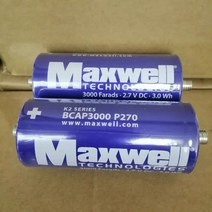 Maxwell
TECHNOLOGIES
3000 Farads - 2.7 V DC - 3.0 Wh
+
K2 SERIES
BCAP3000 P270
www.maxwell.com
Maxwell
TECHNOLOGIES